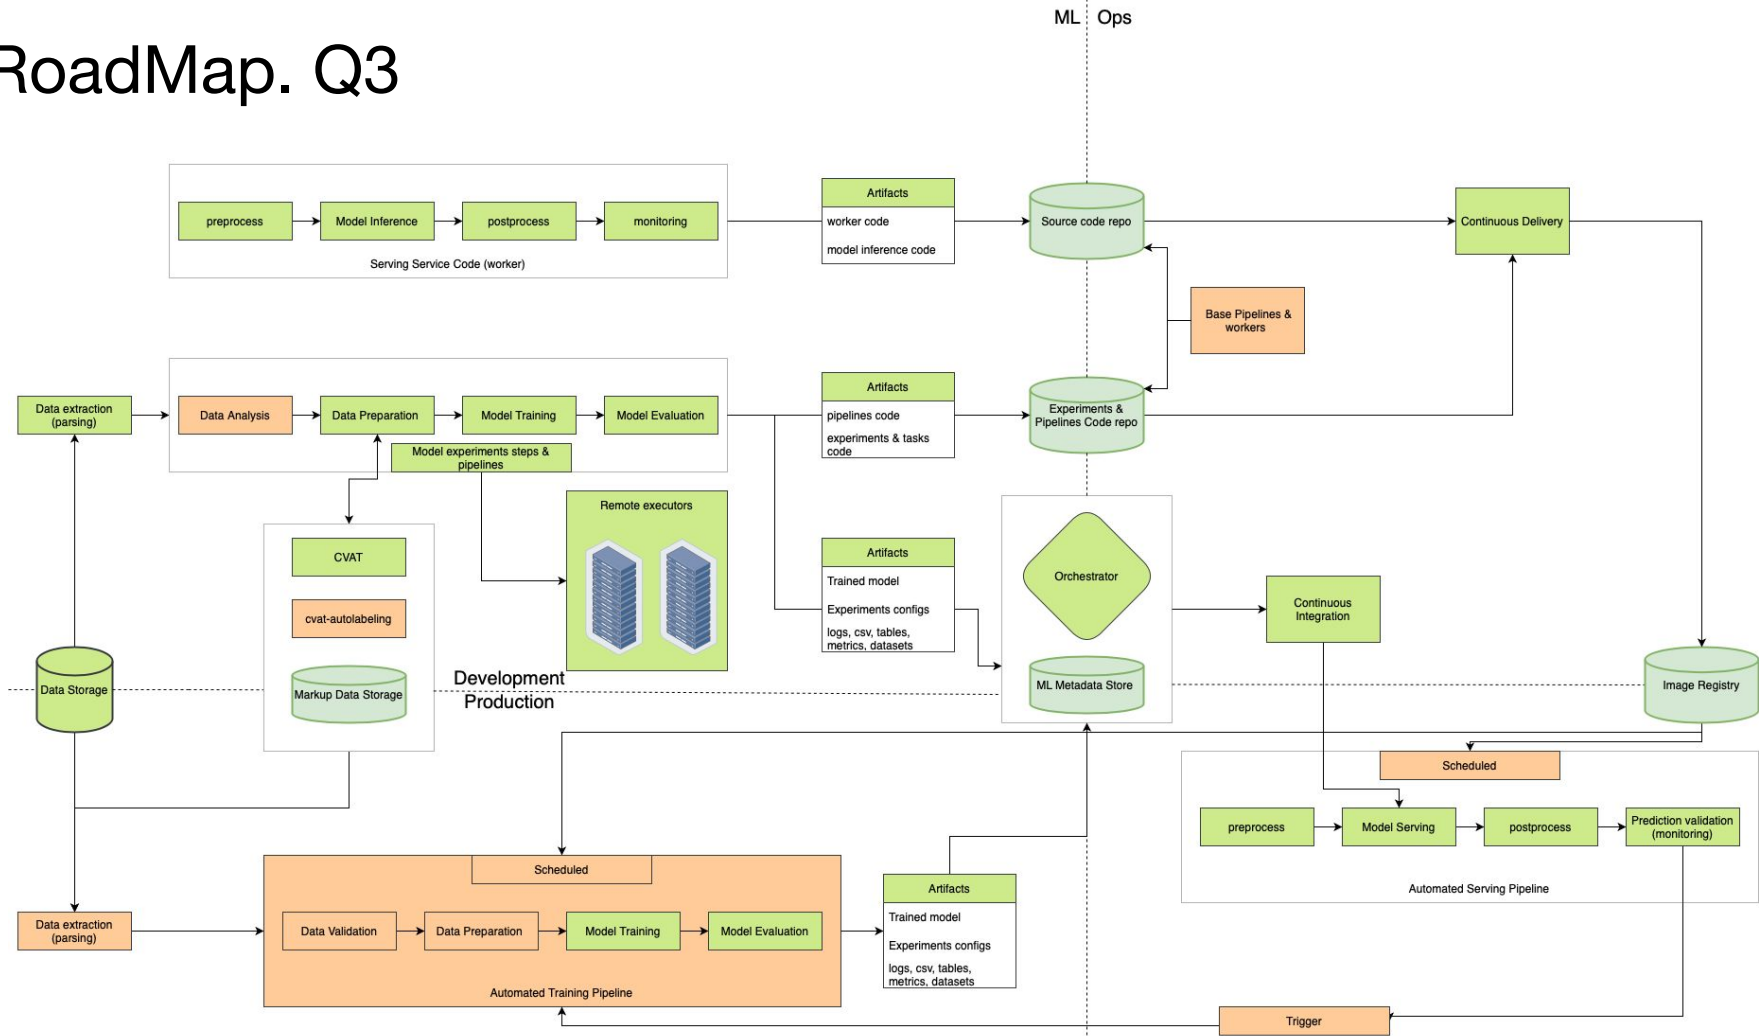 ML
Ops
RoadMap. Q3
preprocess
Model Inference
postprocess
monitoring
Serving Service Code (worker)
Artifacts
worker code
model inference code
Source code repo
Continuous Delivery
Base Pipelines &
workers
Data extraction
(parsing)
Data Analysis
Data Preparation
Model Training
Model Evaluation
Model experiments steps &
pipelines
Artifacts
pipelines code
experiments & tasks
code
Experiments &
Pipelines Code repo
Remote executors
CVAT
cvat-autolabeling
Markup Data Storage
Data Storage
Development
Production
Artifacts
Trained model
Experiments configs
logs, csv, tables,
metrics, datasets
Orchestrator
ML Metadata Store
Continuous
Integration
Image Registry
Scheduled
preprocess
Model Serving
postprocess
Prediction validation
(monitoring)
Automated Serving Pipeline
Data extraction
(parsing)
Scheduled
Data Validation
Data Preparation
Model Training
Model Evaluation
Automated Training Pipeline
Artifacts
Trained model
Experiments configs
logs, csv, tables,
metrics, datasets
Trigger